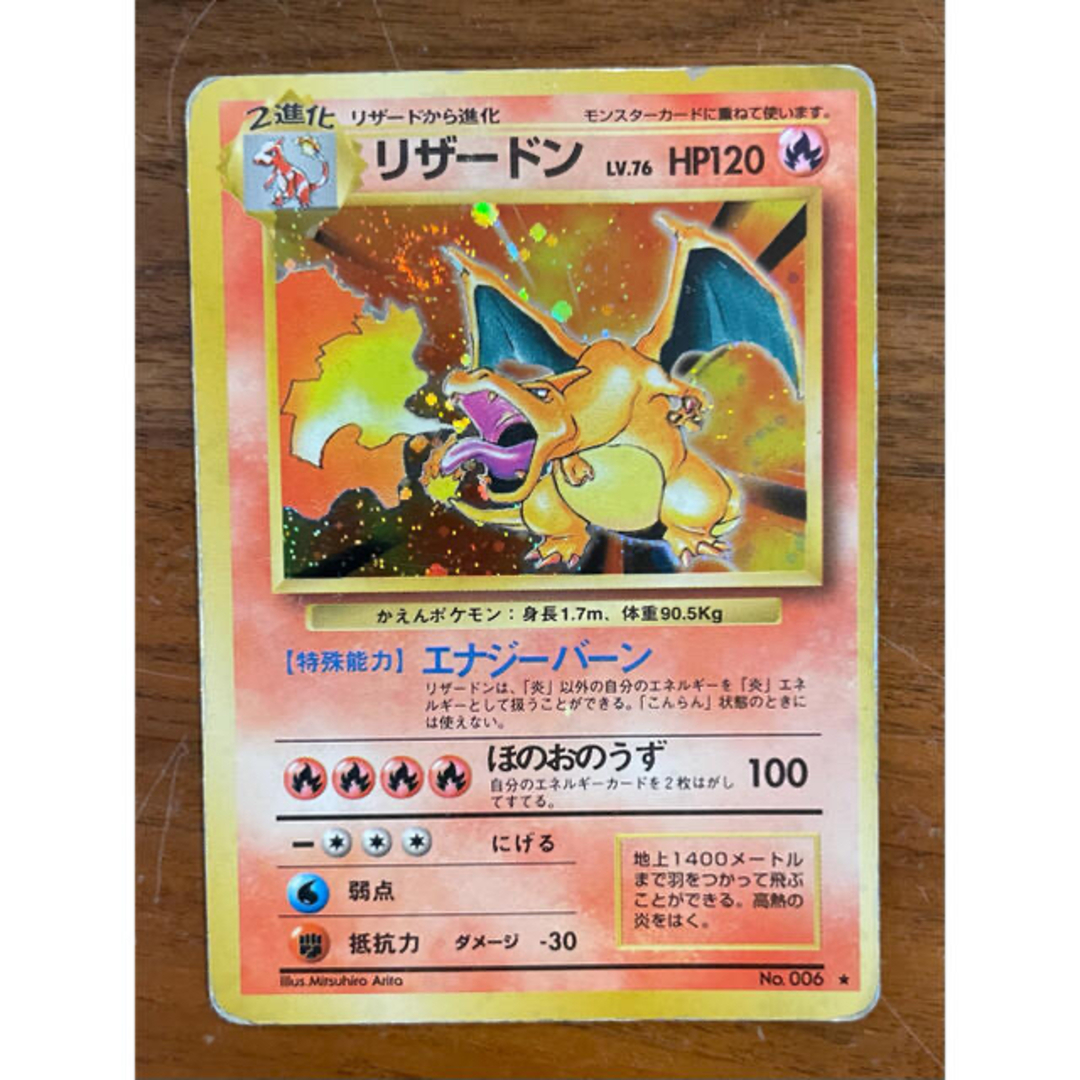 2進化 リザードから進化 モンスターカードに重ねて使います。
リザードン LV.76 HP120
かえんポケモン：身長1.7m、体重90.5Kg
【特殊能力】エナジーバーン
リザードンは、「炎」以外の自分のエネルギーを「炎」エネ
ルギーとして扱うことができる。「こんらん」状態のときに
は使えない。
ほのおのうず 100
自分のエネルギーカードを2枚はがし
てすてる。
にげる
弱点
抵抗力 ダメージ -30
地上1400メートル
まで羽をつかって飛ぶ
ことができる。高熱の
炎をはく。
Illus.Mitsuhiro Arita No. 006 ★